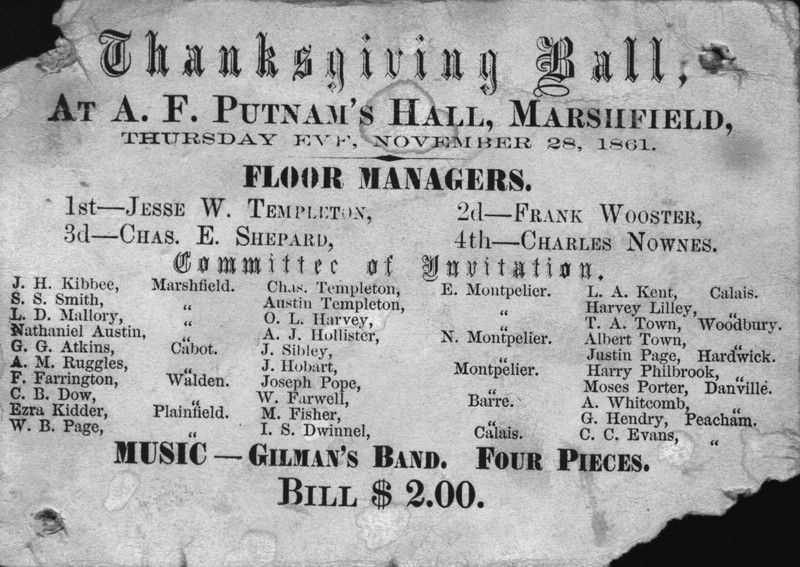 Thanksgiving Ball,
AT A. F. PUTNAM'S HALL, MARSHFIELD,
THURSDAY EVE, NOVEMBER 28, 1861.
FLOOR MANAGERS.
1st—JESSE W. TEMPLETON, 2d—FRANK WOOSTER,
3d—CHAS. E. SHEPARD, 4th—CHARLES NOWNES.
Committee of Invitation.
J. H. Kibbee, Marshfield. Chas. Templeton, E. Montpelier. L. A. Kent, Calais.
S. S. Smith, „ Austin Templeton, „ Harvey Lilley, „
L. D. Mallory, „ O. L. Harvey, „ T. A. Town, Woodbury.
Nathaniel Austin, „ A. J. Hollister, N. Montpelier. Albert Town, „
G. G. Atkins, Cabot. J. Sibley, „ Justin Page, Hardwick.
A. M. Ruggles, „ J. Hobart, Montpelier. Harry Philbrook, „
F. Farrington, Walden. Joseph Pope, „ Moses Porter, Danville.
C. B. Dow, „ W. Farwell, Barre. A. Whitcomb, „
Ezra Kidder, Plainfield. M. Fisher, „ G. Hendry, Peacham.
W. B. Page, „ I. S. Dwinnel, Calais. C. C. Evans, „
MUSIC—GILMAN'S BAND. FOUR PIECES.
BILL $ 2.00.